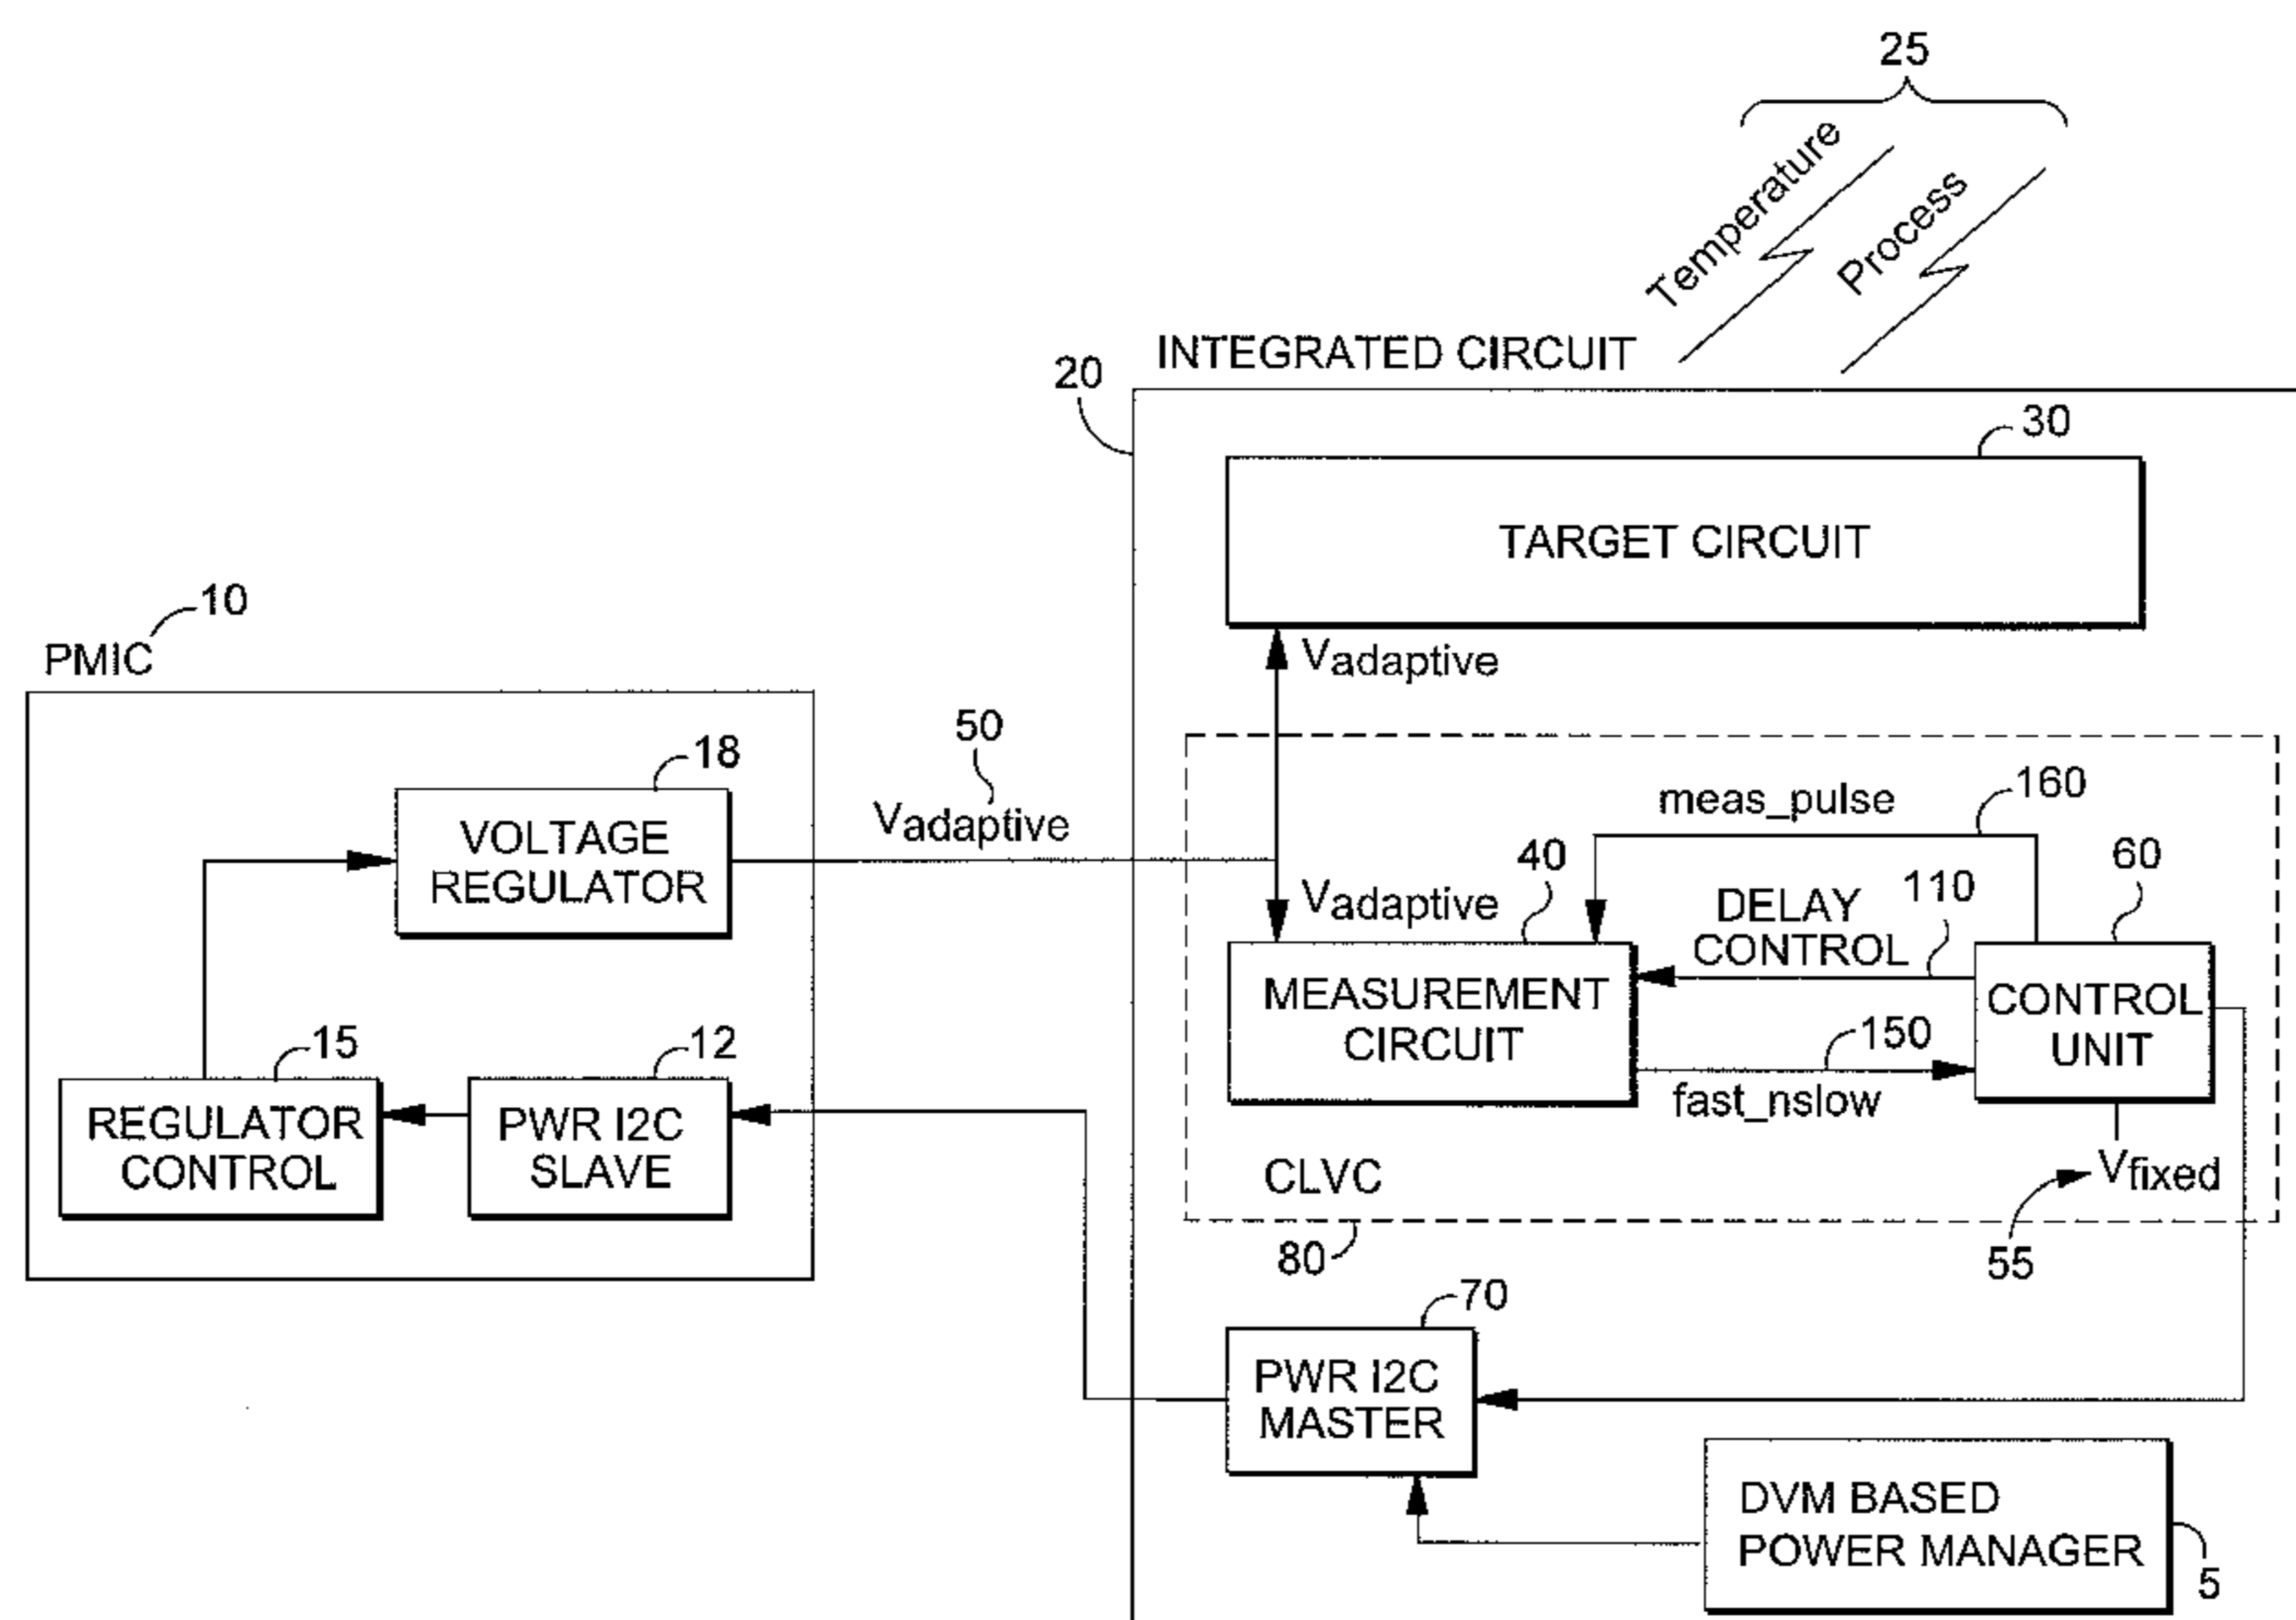 25
Temperature
Process
INTEGRATED CIRCUIT
20
30
TARGET CIRCUIT
10
PMIC
Vadaptive
50
Vadaptive
18
VOLTAGE
REGULATOR
meas_pulse
160
Vadaptive
40
DELAY
CONTROL
110
60
MEASUREMENT
CIRCUIT
CONTROL
UNIT
150
fast_nslow
15
REGULATOR
CONTROL
12
PWR I2C
SLAVE
CLVC
Vfixed
55
80
70
PWR I2C
MASTER
DVM BASED
POWER MANAGER
5